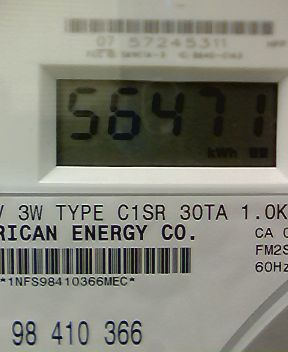 07 57245311
56471
kWh
V 3W TYPE C1SR 30TA 1.0K
RICAN ENERGY CO.
CA 0
FM2S
60Hz
*1NFS98410366MEC*
98 410 366